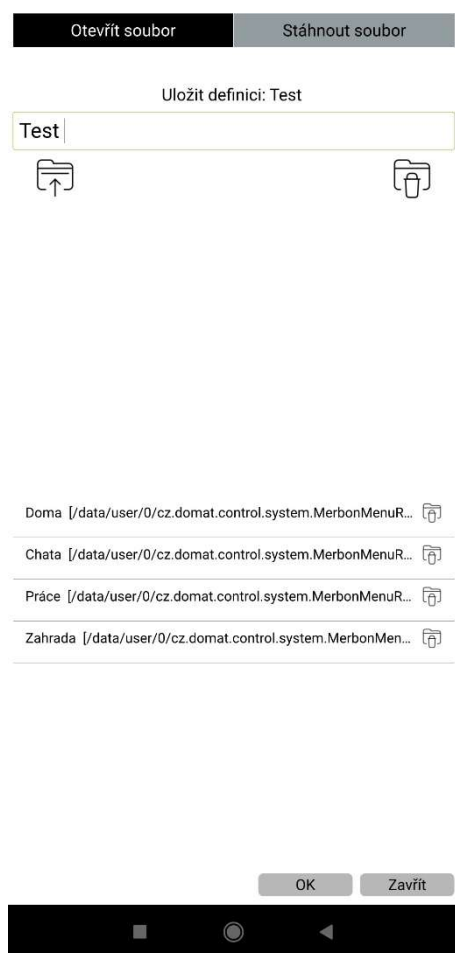 Otevřít soubor
Stáhnout soubor
Uložit definici: Test
Test
Doma [/data/user/0/cz.domat.control.system.MerbonMenuR...
Chata [/data/user/0/cz.domat.control.system.MerbonMenuR...
Práce [/data/user/0/cz.domat.control.system.MerbonMenuR...
Zahrada [/data/user/0/cz.domat.control.system.MerbonMen...
OK
Zavřít